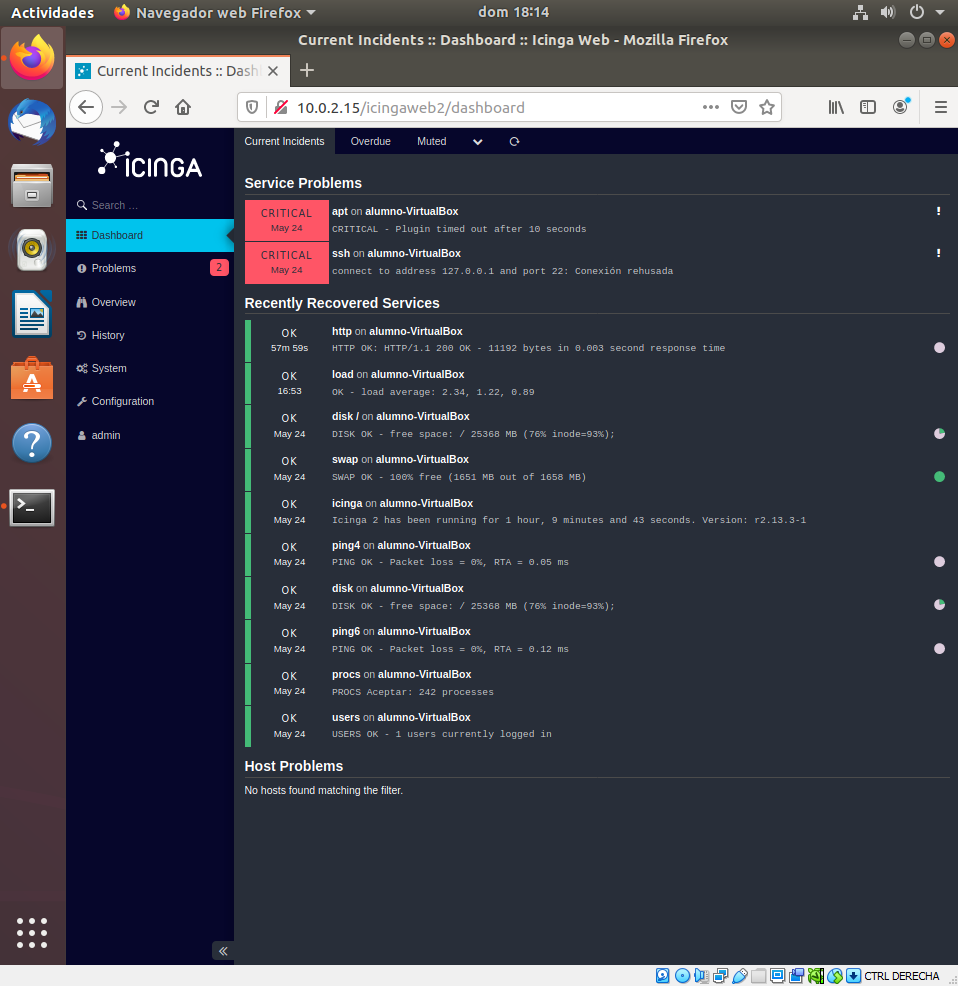 Actividades
Navegador web Firefox
dom 18:14
Current Incidents :: Dashboard :: Icinga Web - Mozilla Firefox
Current Incidents :: Dash
10.0.2.15/icingaweb2/dashboard
ICINGA
Search ...
Dashboard
Problems
2
Overview
History
System
Configuration
admin
Current Incidents
Overdue
Muted
Service Problems
CRITICAL
May 24
apt on alumno-VirtualBox
CRITICAL - Plugin timed out after 10 seconds
CRITICAL
May 24
ssh on alumno-VirtualBox
connect to address 127.0.0.1 and port 22: Conexión rehusada
Recently Recovered Services
OK
57m 59s
http on alumno-VirtualBox
HTTP OK: HTTP/1.1 200 OK - 11192 bytes in 0.003 second response time
OK
16:53
load on alumno-VirtualBox
OK - load average: 2.34, 1.22, 0.89
OK
May 24
disk / on alumno-VirtualBox
DISK OK - free space: / 25368 MB (76% inode=93%);
OK
May 24
swap on alumno-VirtualBox
SWAP OK - 100% free (1651 MB out of 1658 MB)
OK
May 24
icinga on alumno-VirtualBox
Icinga 2 has been running for 1 hour, 9 minutes and 43 seconds. Version: r2.13.3-1
OK
May 24
ping4 on alumno-VirtualBox
PING OK - Packet loss = 0%, RTA = 0.05 ms
OK
May 24
disk on alumno-VirtualBox
DISK OK - free space: / 25368 MB (76% inode=93%);
OK
May 24
ping6 on alumno-VirtualBox
PING OK - Packet loss = 0%, RTA = 0.12 ms
OK
May 24
procs on alumno-VirtualBox
PROCS Aceptar: 242 processes
OK
May 24
users on alumno-VirtualBox
USERS OK - 1 users currently logged in
Host Problems
No hosts found matching the filter.
CTRL DERECHA